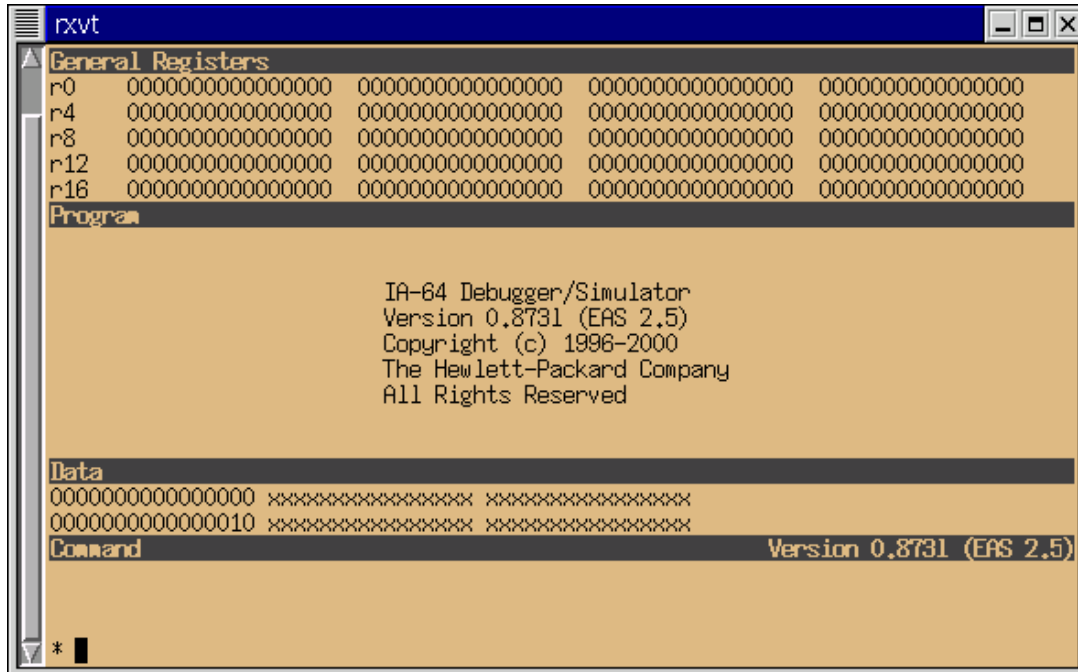 rxvt
General Registers
r0 0000000000000000 0000000000000000 0000000000000000 0000000000000000
r4 0000000000000000 0000000000000000 0000000000000000 0000000000000000
r8 0000000000000000 0000000000000000 0000000000000000 0000000000000000
r12 0000000000000000 0000000000000000 0000000000000000 0000000000000000
r16 0000000000000000 0000000000000000 0000000000000000 0000000000000000
Program
IA-64 Debugger/Simulator
Version 0.873l (EAS 2.5)
Copyright (c) 1996-2000
The Hewlett-Packard Company
All Rights Reserved
Data
0000000000000000 xxxxxxxxxxxxxxxx xxxxxxxxxxxxxxxx
0000000000000010 xxxxxxxxxxxxxxxx xxxxxxxxxxxxxxxx
Command Version 0.873l (EAS 2.5)
*